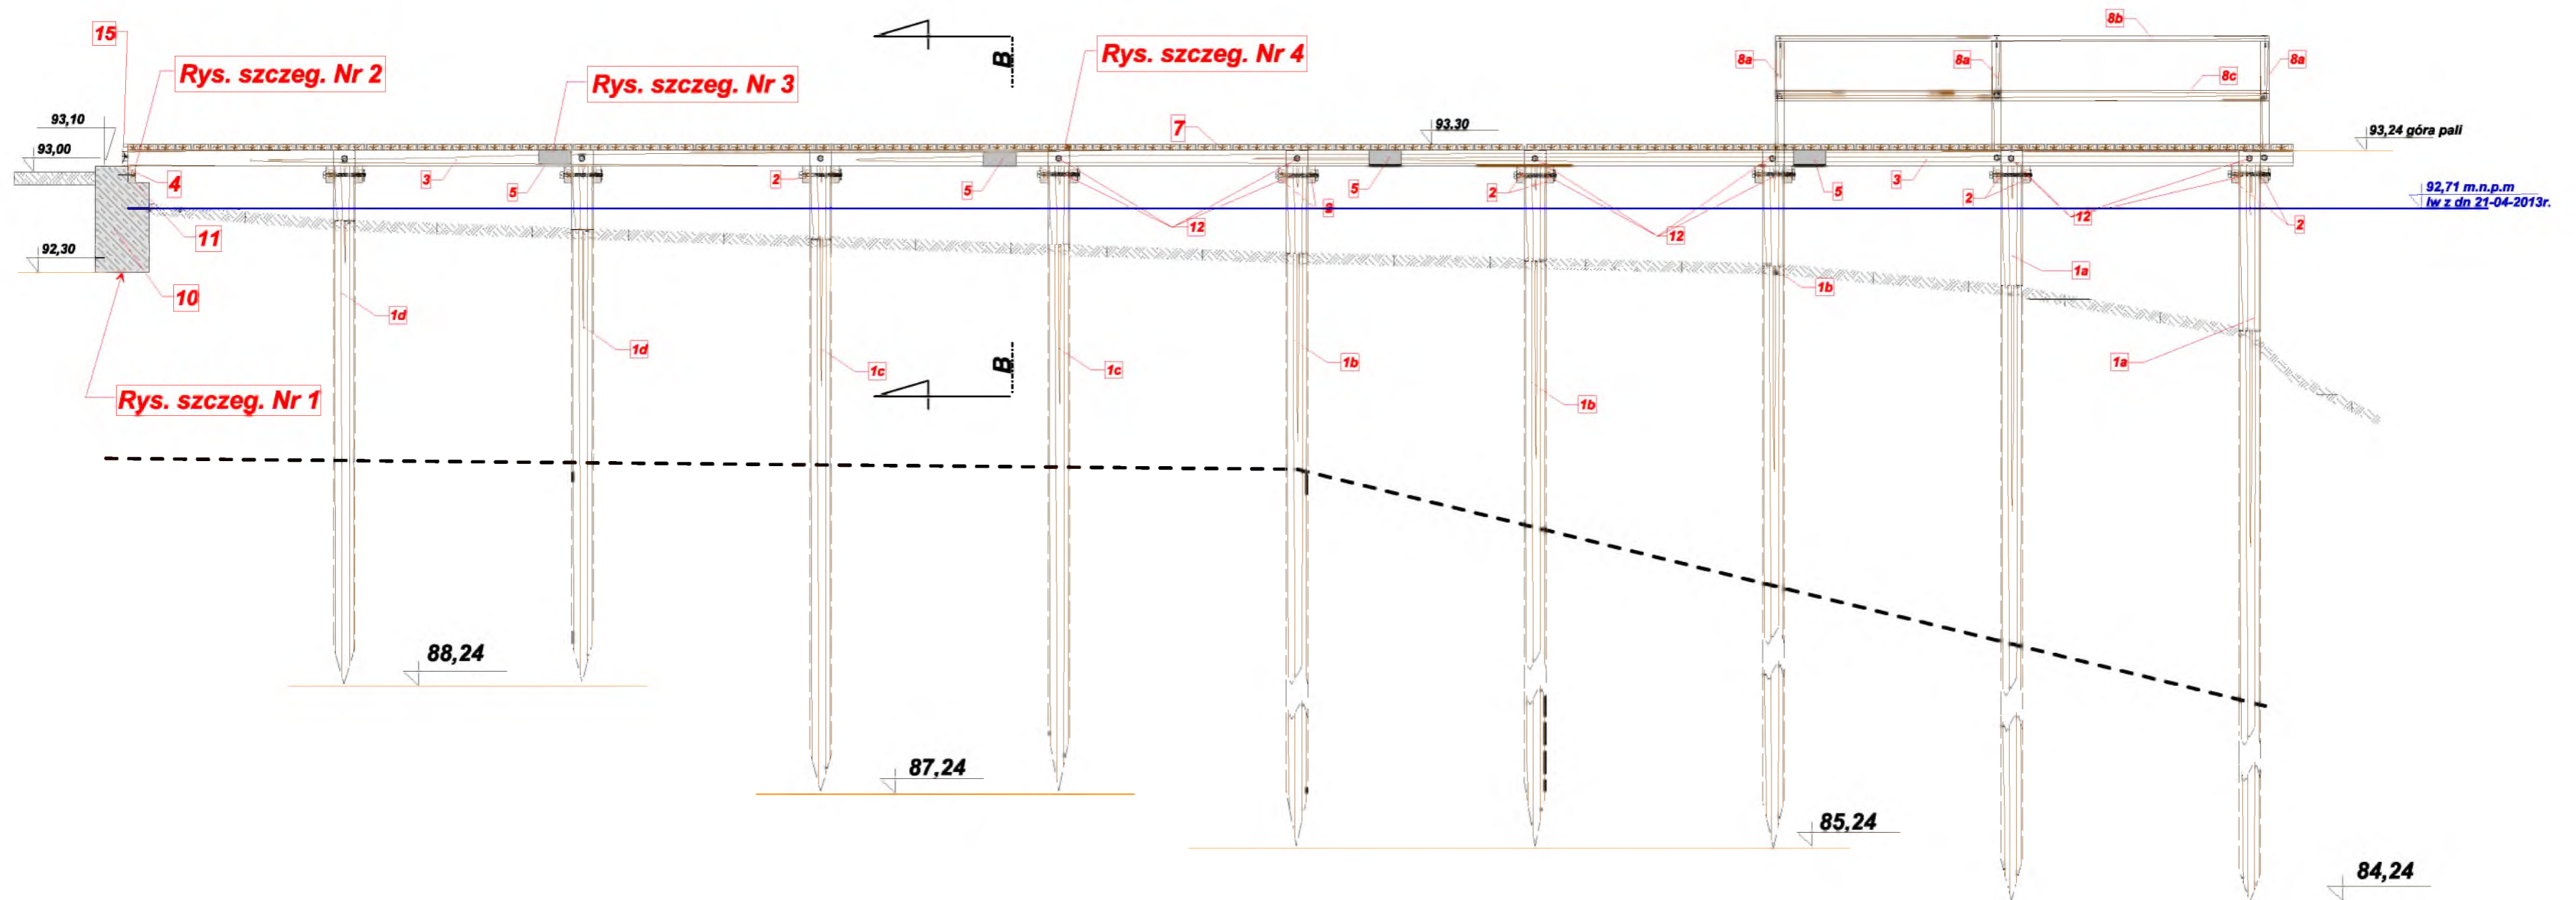 15
Rys. szczeg. Nr 2
Rys. szczeg. Nr 3
B
Rys. szczeg. Nr 4
8b
8a
8a
8a
8c
93,10
93,00
7
93.30
93,24 góra pali
4
3
5
2
5
5
2
5
3
2
2
92,71 m.n.p.m
lw z dn 21-04-2013r.
11
12
12
12
92,30
10
1d
1d
1c
B
1c
1b
1b
1b
1a
1a
Rys. szczeg. Nr 1
88,24
87,24
85,24
84,24